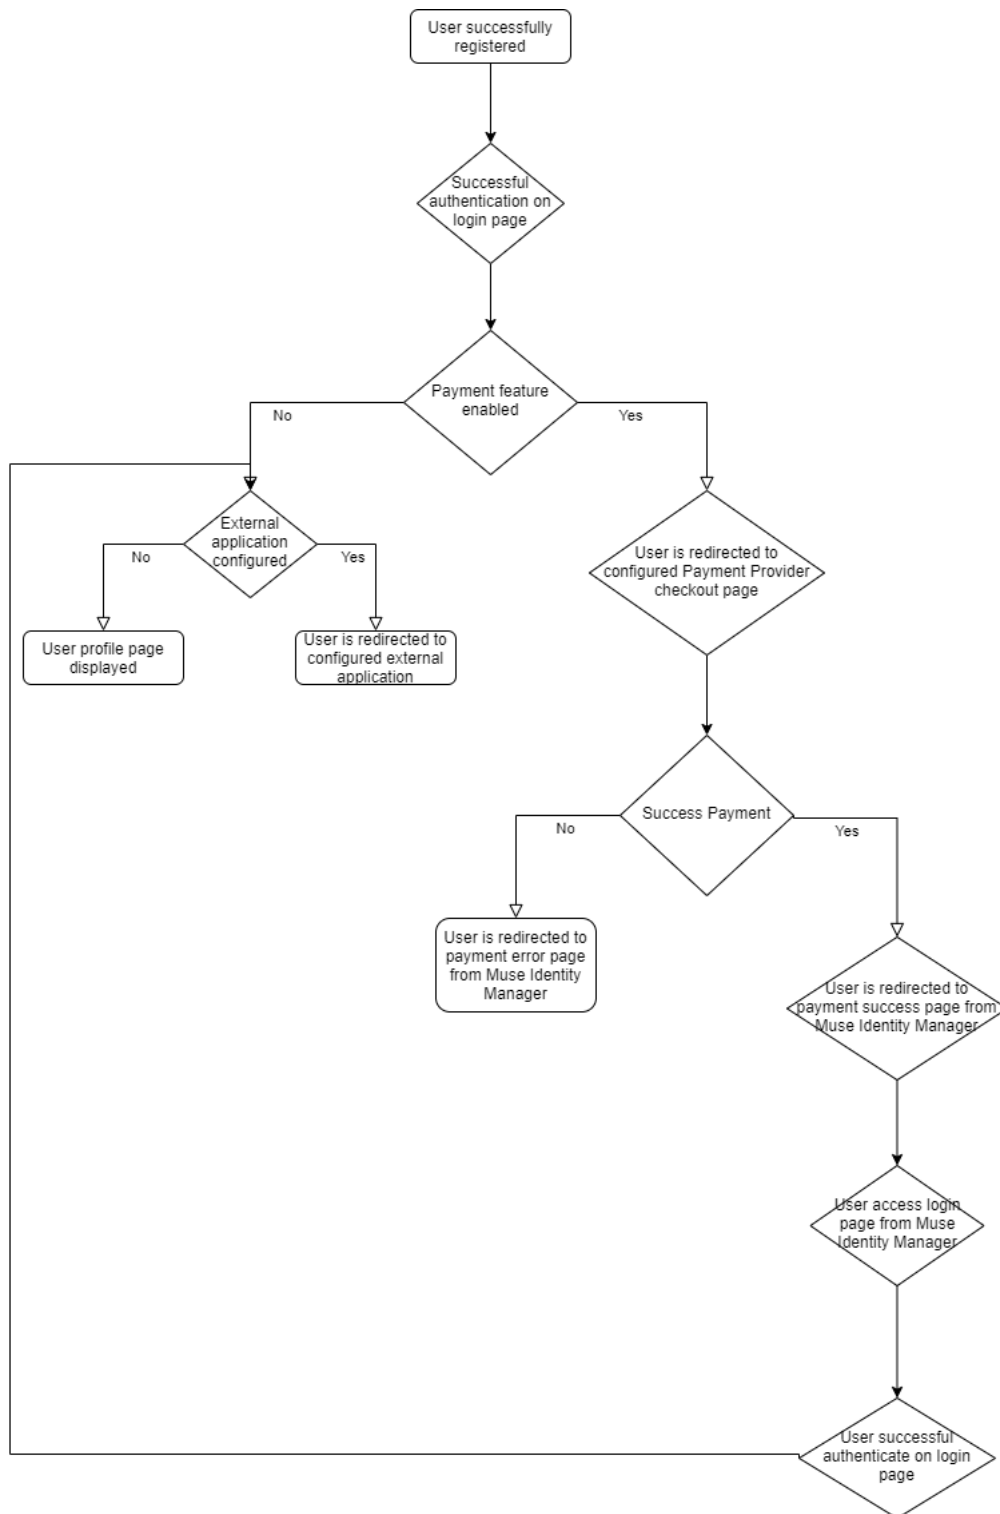 User successfully
registered
Successful
authentication on
login page
Payment feature
enabled
No
Yes
External
application
configured
No
Yes
User is redirected to
configured Payment Provider
checkout page
User profile page
displayed
User is redirected to
configured external
application
Success Payment
No
Yes
User is redirected to
payment error page
from Muse Identity
Manager
User is redirected to
payment success page from
Muse Identity Manager
User access login
page from Muse
Identity Manager
User successful
authenticate on login
page